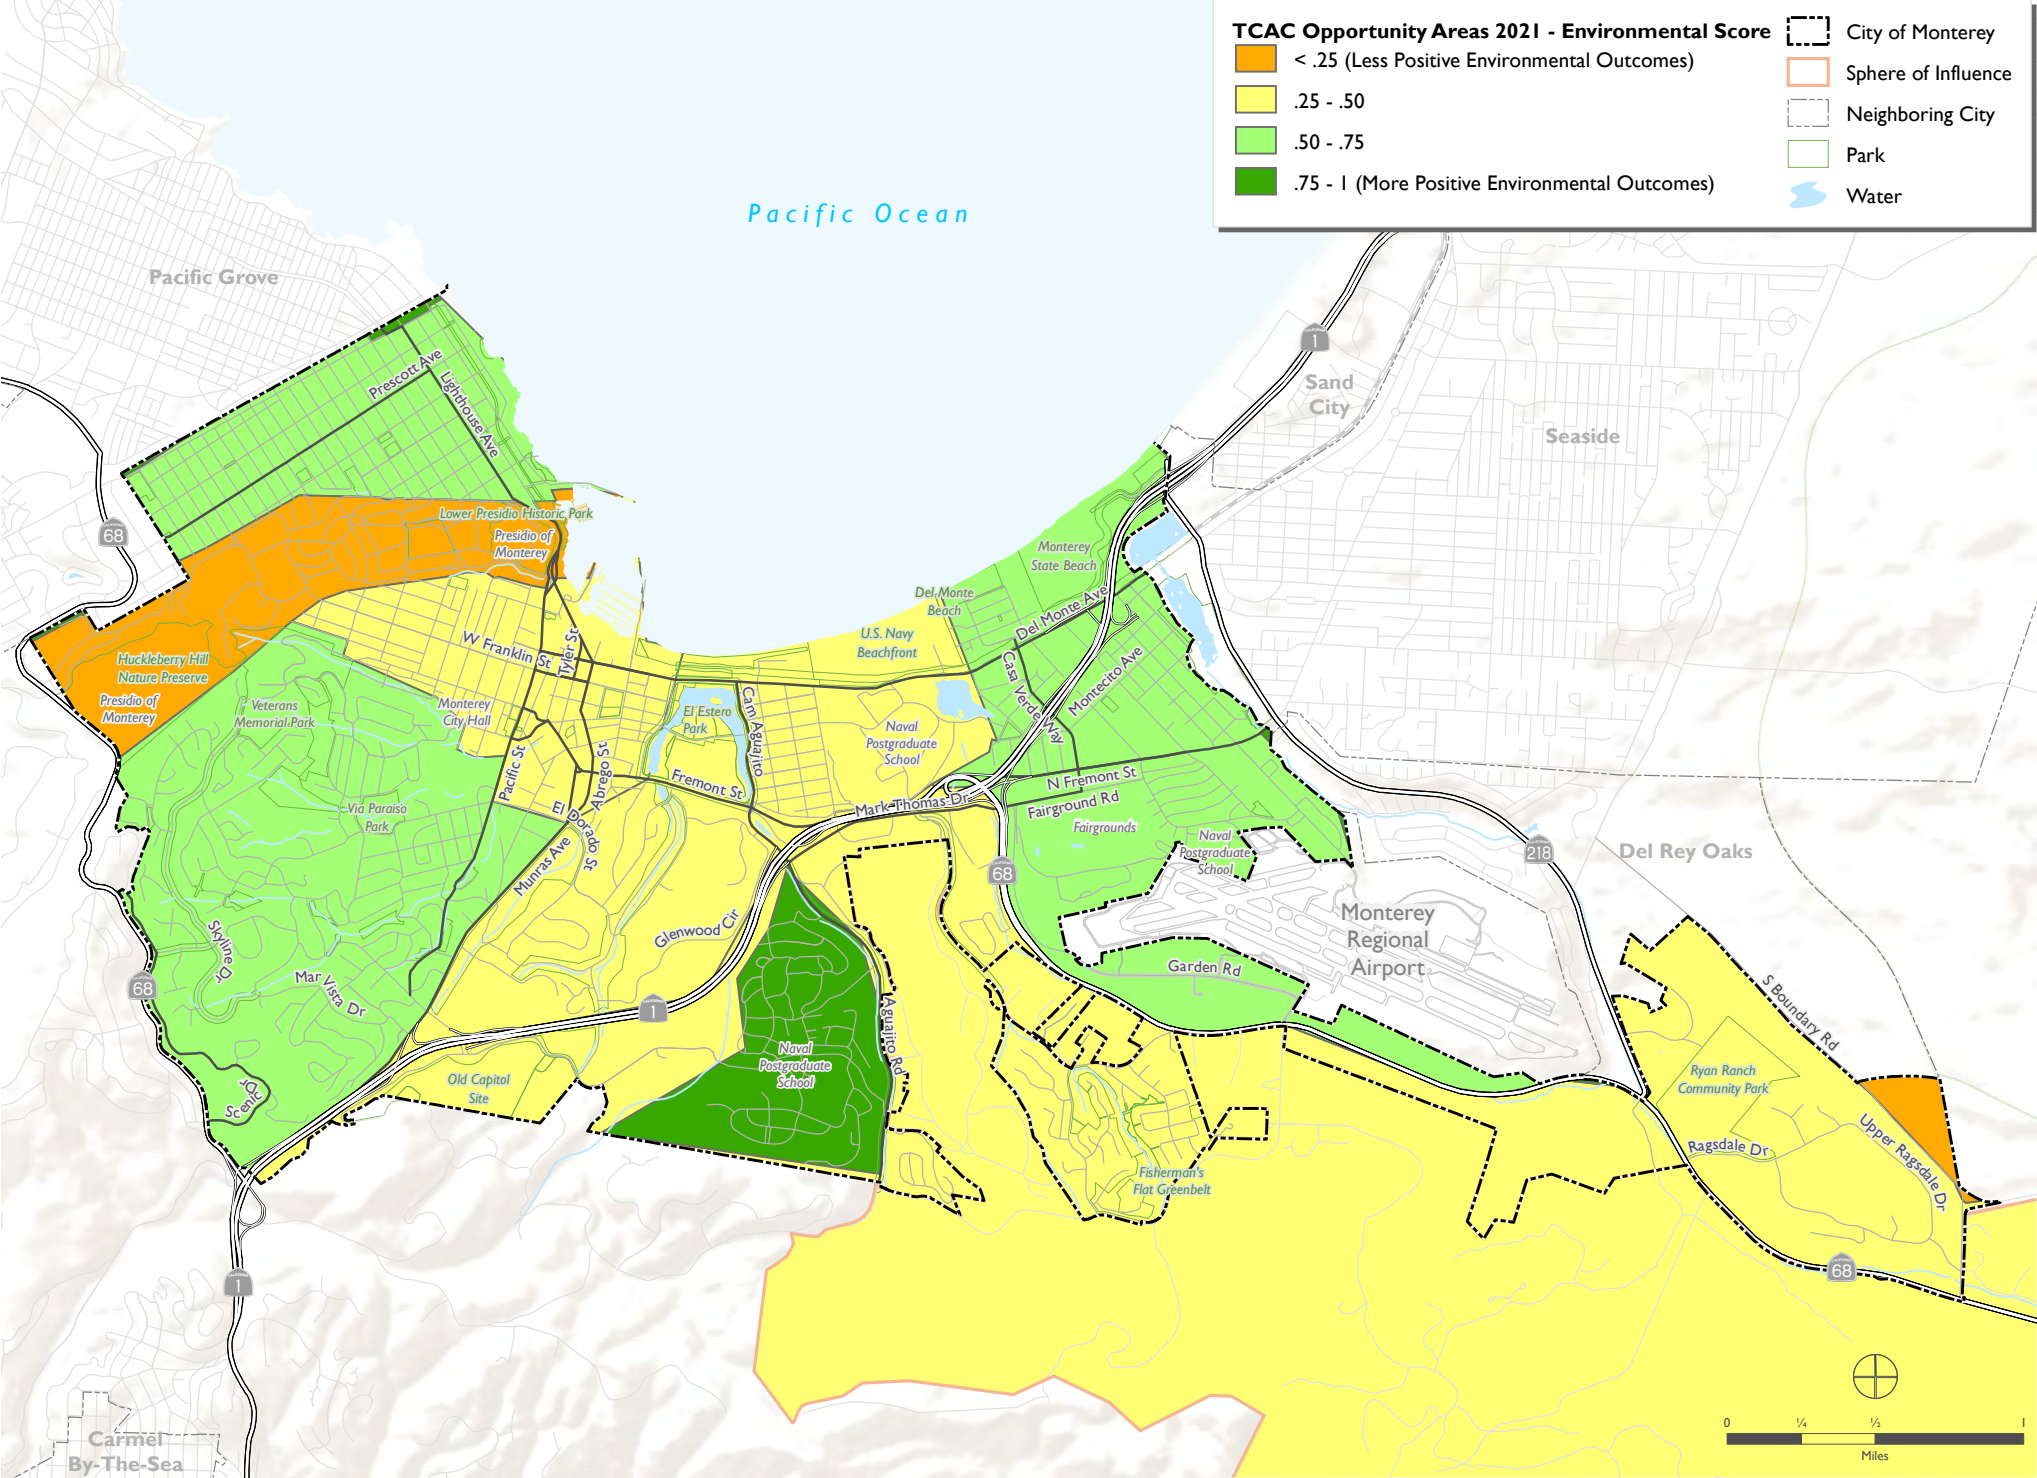 TCAC Opportunity Areas 2021 - Environmental Score
< .25 (Less Positive Environmental Outcomes)
.25 - .50
.50 - .75
.75 - 1 (More Positive Environmental Outcomes)
City of Monterey
Sphere of Influence
Neighboring City
Park
Water
Pacific Ocean
Pacific Grove
1
Sand
City
Seaside
Prescott Ave
Lighthouse Ave
68
Lower Presidio Historic Park
Presidio of
Monterey
Monterey
State Beach
Del Monte
Beach
Del Monte Ave
U.S. Navy
Beachfront
W Franklin St
Tyler St
Huckleberry Hill
Nature Preserve
Presidio of
Monterey
Veterans
Memorial Park
Monterey
City Hall
El Estero
Park
Cam Aguajito
Naval
Postgraduate
School
Casa Verde Way
Montecito Ave
Pacific St
Abrego St
Fremont St
Mark Thomas Dr
N Fremont St
Fairground Rd
Fairgrounds
Naval
Postgraduate
School
Via Paraiso
Park
El Dorado St
Munras Ave
68
218
Del Rey Oaks
Monterey
Regional
Airport
Glenwood Cir
Skyline Dr
Mar Vista Dr
68
1
Garden Rd
Aguajito Rd
S Boundary Rd
Naval
Postgraduate
School
Old Capitol
Site
Scenic Dr
Ryan Ranch
Community Park
Ragsdale Dr
Upper Ragsdale Dr
Fisherman's
Flat Greenbelt
1
68
Carmel
By-The-Sea
0
¼
½
1
Miles